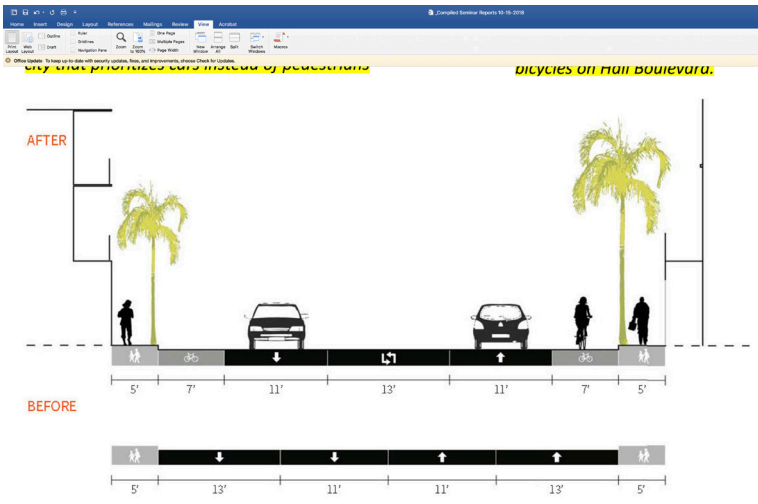 _Compiled Seminar Reports 10-15-2018
Home Insert Design Layout References Mailings Review View Acrobat
Print Layout
Web Layout
Outline
Draft
Ruler
Gridlines
Navigation Pane
Zoom
Zoom to 100%
One Page
Multiple Pages
Page Width
New Window
Arrange All
Split
Switch Windows
Macros
Office Update To keep up-to-date with security updates, fixes, and improvements, choose Check for Updates.
city that prioritizes cars instead of pedestrians
bicycles on Hall Boulevard.
AFTER
5' 7' 11' 13' 11' 7' 5'
BEFORE
5' 13' 11' 11' 13' 5'